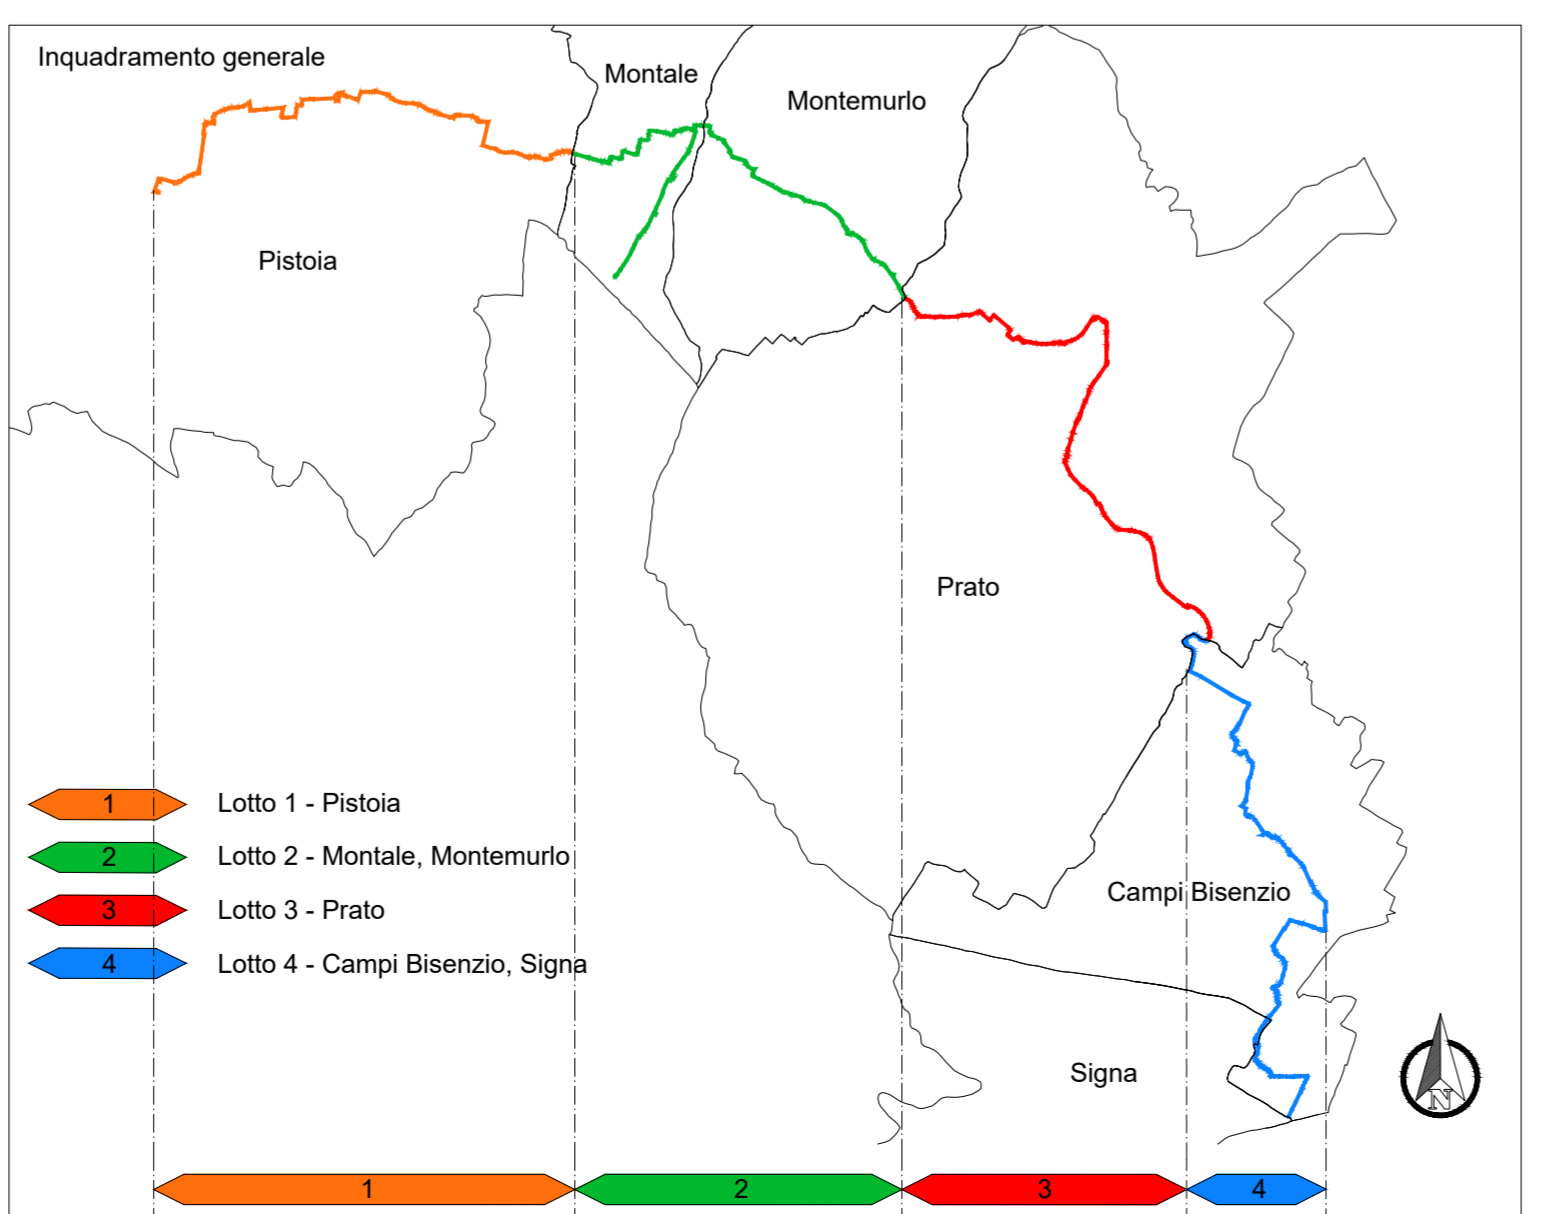 Inquadramento generale
Montale
Montemurlo
Pistoia
Prato
1 Lotto 1 - Pistoia
2 Lotto 2 - Montale, Montemurlo
3 Lotto 3 - Prato
4 Lotto 4 - Campi Bisenzio, Signa
Campi Bisenzio
Signa
N
1 2 3 4